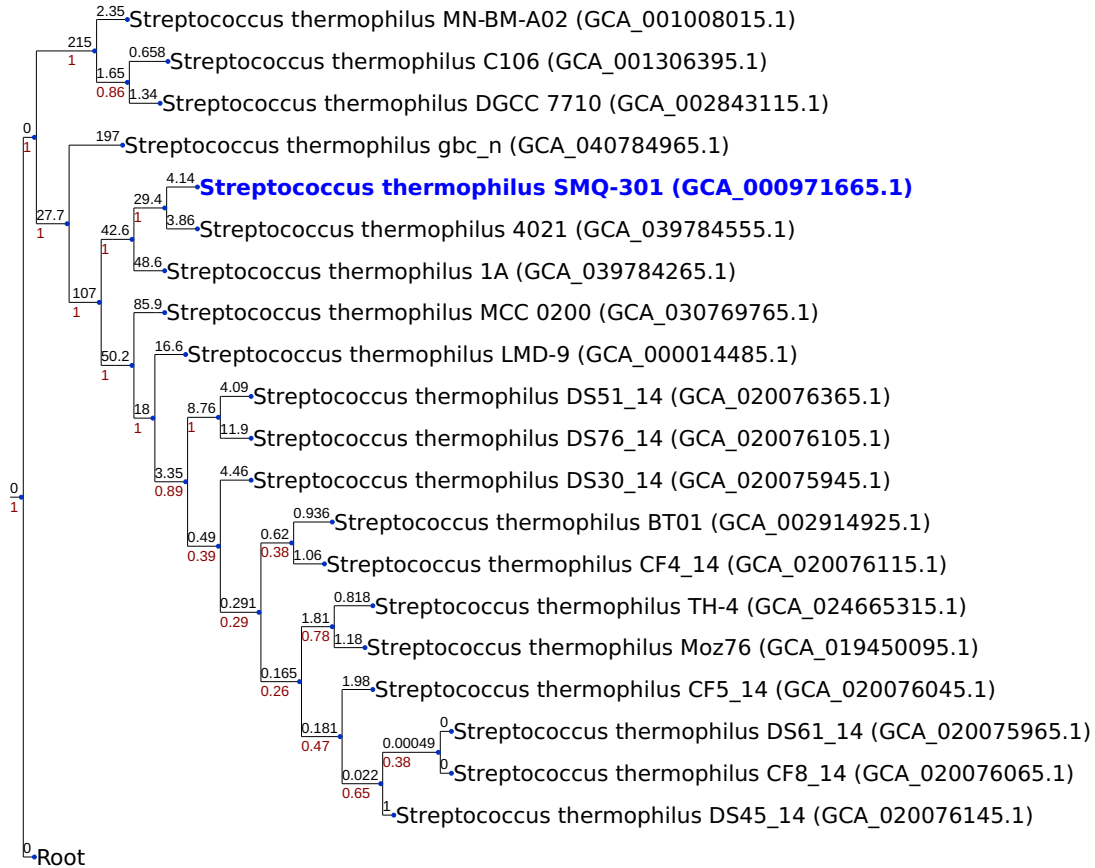 2.35 Streptococcus thermophilus MN-BM-A02 (GCA_001008015.1)
215
1
0.658 Streptococcus thermophilus C106 (GCA_001306395.1)
1.65
0.86
1.34 Streptococcus thermophilus DGCC 7710 (GCA_002843115.1)
0
1
197 Streptococcus thermophilus gbc_n (GCA_040784965.1)
4.14 Streptococcus thermophilus SMQ-301 (GCA_000971665.1)
29.4
1
27.7
1
3.86 Streptococcus thermophilus 4021 (GCA_039784555.1)
42.6
1
48.6 Streptococcus thermophilus 1A (GCA_039784265.1)
107
1
85.9 Streptococcus thermophilus MCC 0200 (GCA_030769765.1)
16.6 Streptococcus thermophilus LMD-9 (GCA_000014485.1)
50.2
1
4.09 Streptococcus thermophilus DS51_14 (GCA_020076365.1)
18
1
8.76
1
11.9 Streptococcus thermophilus DS76_14 (GCA_020076105.1)
3.35
0.89
4.46 Streptococcus thermophilus DS30_14 (GCA_020075945.1)
0
1
0.936 Streptococcus thermophilus BT01 (GCA_002914925.1)
0.49
0.39
0.62
0.38
1.06 Streptococcus thermophilus CF4_14 (GCA_020076115.1)
0.818 Streptococcus thermophilus TH-4 (GCA_024665315.1)
0.291
0.29
1.81
0.78
1.18 Streptococcus thermophilus Moz76 (GCA_019450095.1)
0.165
0.26
1.98 Streptococcus thermophilus CF5_14 (GCA_020076045.1)
0 Streptococcus thermophilus DS61_14 (GCA_020075965.1)
0.181
0.47
0.00049
0.38
0 Streptococcus thermophilus CF8_14 (GCA_020076065.1)
0.022
0.65
1 Streptococcus thermophilus DS45_14 (GCA_020076145.1)
0 Root